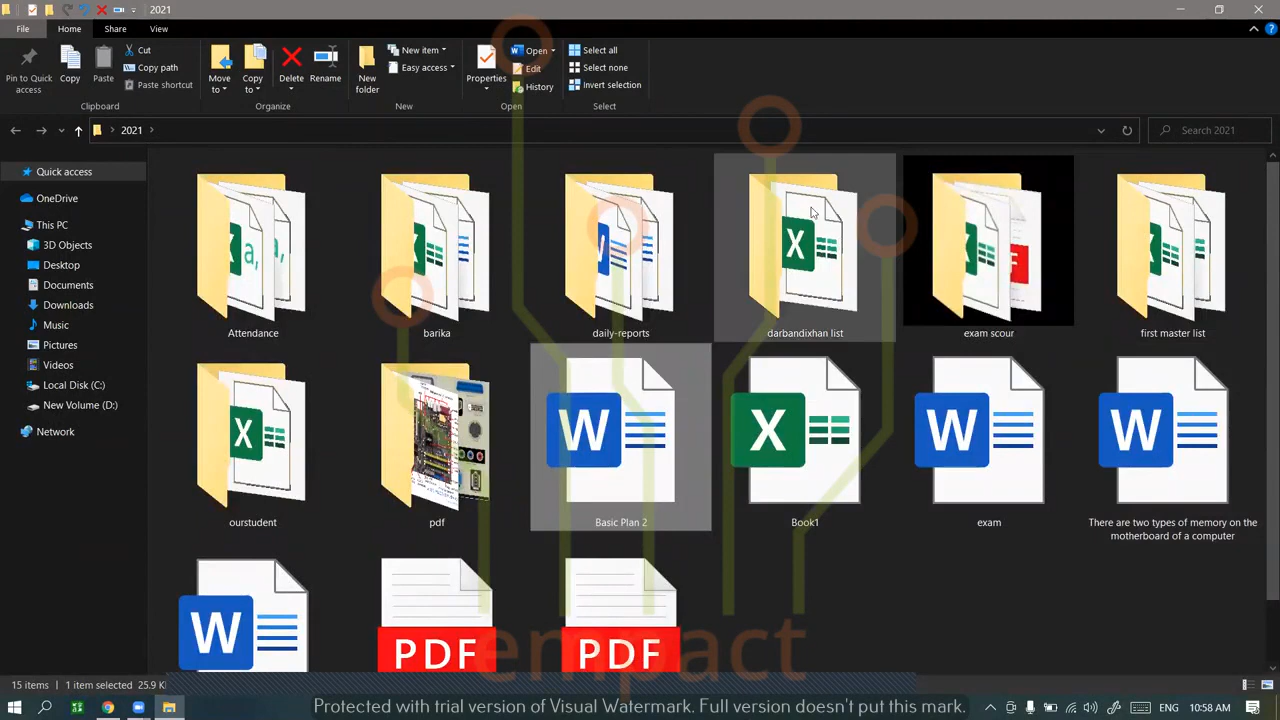 2021
File
Home
Share
View
Pin to Quick
access
Copy
Paste
Cut
Copy path
Paste shortcut
Clipboard
Move
to
Copy
to
Delete
Rename
Organize
New
folder
New item
Easy access
New
Properties
Open
Edit
History
Open
Select all
Select none
Invert selection
Select
2021
Search 2021
Quick access
OneDrive
This PC
3D Objects
Desktop
Documents
Downloads
Music
Pictures
Videos
Local Disk (C:)
New Volume (D:)
Network
X a, a,
Attendance
X
barika
W
daily-reports
X
darbandixhan list
X F
exam scour
X
first master list
X
ourstudent
pdf
W
Basic Plan 2
X
Book1
W
exam
W
There are two types of memory on the
motherboard of a computer
W
PDF
PDF
empact
15 items
1 item selected 25.9 K
Protected with trial version of Visual Watermark. Full version doesn't put this mark.
ENG
10:58 AM